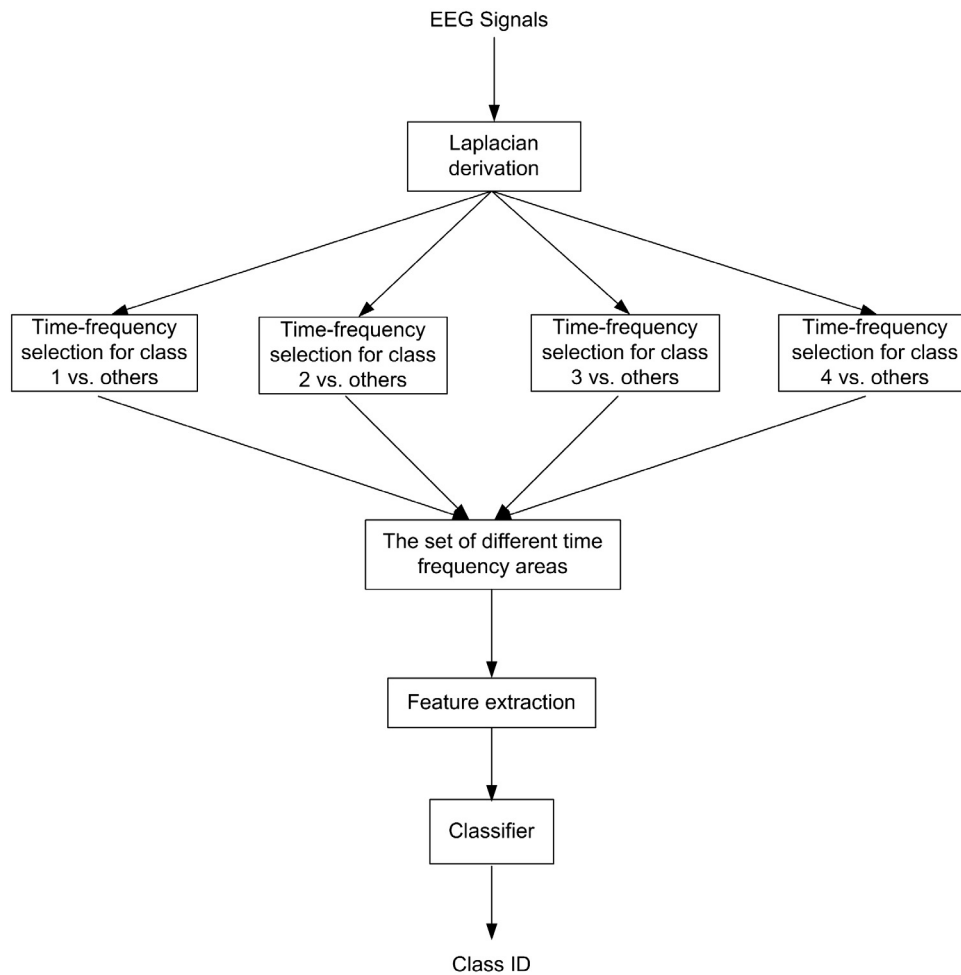 EEG Signals
Laplacian
derivation
Time-frequency
selection for class
1 vs. others
Time-frequency
selection for class
2 vs. others
Time-frequency
selection for class
3 vs. others
Time-frequency
selection for class
4 vs. others
The set of different time
frequency areas
Feature extraction
Classifier
Class ID